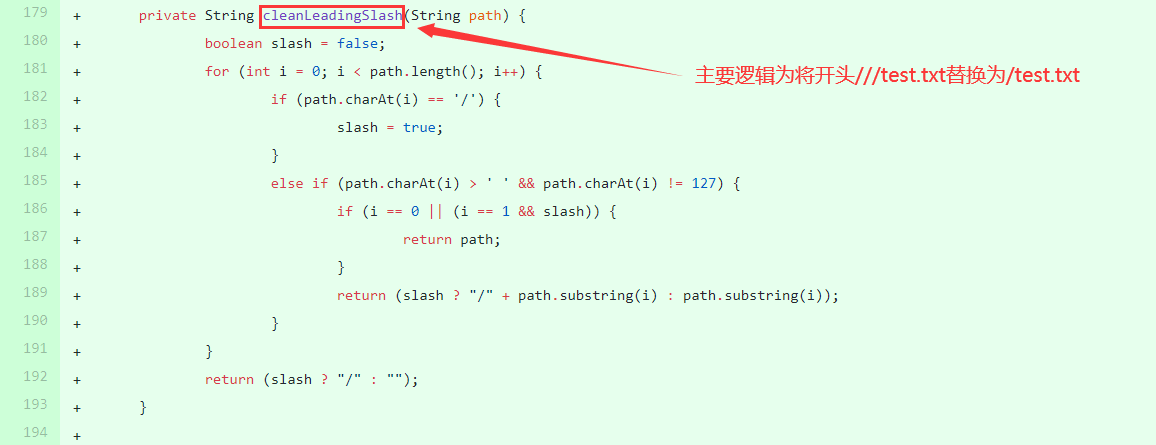 179 + private String cleanLeadingSlash(String path) {
180 + boolean slash = false;
181 + for (int i = 0; i < path.length(); i++) {
主要逻辑为将开头///test.txt替换为/test.txt
182 + if (path.charAt(i) == '/') {
183 + slash = true;
184 + }
185 + else if (path.charAt(i) > ' ' && path.charAt(i) != 127) {
186 + if (i == 0 || (i == 1 && slash)) {
187 + return path;
188 + }
189 + return (slash ? "/" + path.substring(i) : path.substring(i));
190 + }
191 + }
192 + return (slash ? "/" : "");
193 + }
194 +